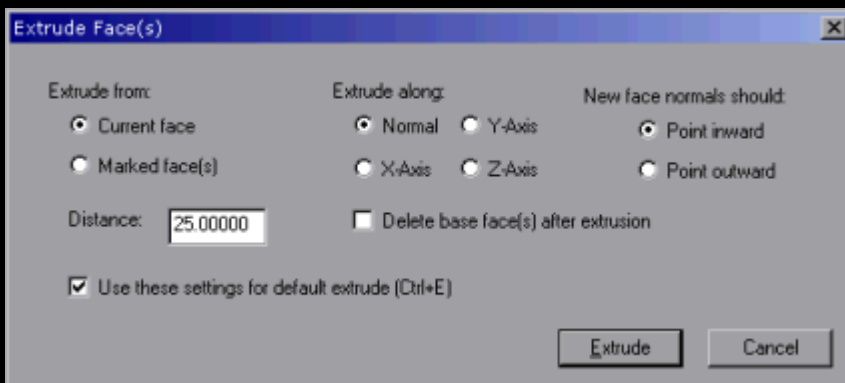 Extrude Face(s)
Extrude from:
Current face
Marked face(s)
Extrude along:
Normal
Y-Axis
X-Axis
Z-Axis
New face normals should:
Point inward
Point outward
Distance:
25.00000
Delete base face(s) after extrusion
Use these settings for default extrude (Ctrl+E)
Extrude
Cancel